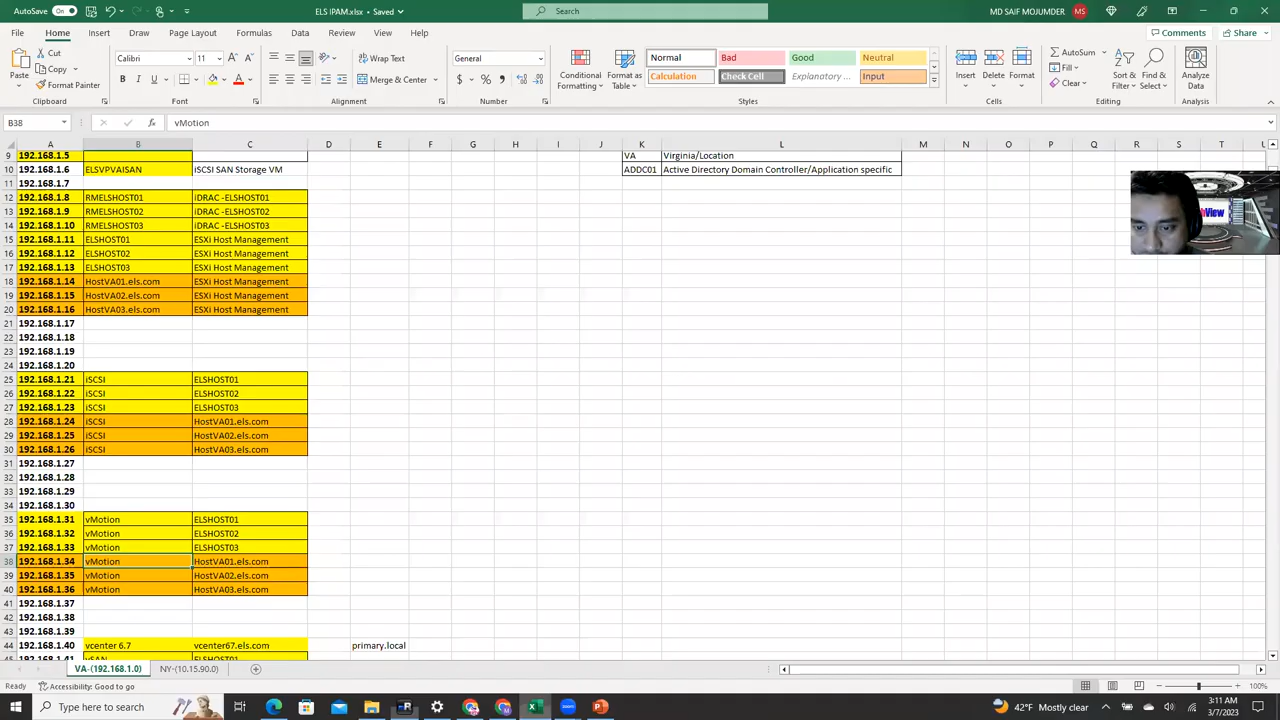 AutoSave On ELS IPAM.xlsx • Saved Search MD SAIF MOJUMDER MS
File Home Insert Draw Page Layout Formulas Data Review View Help Comments Share
Paste Cut Copy Format Painter Clipboard
Calibri 11 B I U A Font
Wrap Text Merge & Center Alignment
General $ % Number
Conditional Formatting Format as Table
Normal Bad Good Neutral
Calculation Check Cell Explanatory ... Input
Styles
Insert Delete Format Cells
AutoSum Fill Clear Sort & Filter Find & Select Editing
Analyze Data Analysis
B38 fx vMotion
A B C D E F G H I J K L M N O P Q R S T U
9 192.168.1.5 VA Virginia/Location
10 192.168.1.6 ELSVPVAISAN iSCSI SAN Storage VM ADDC01 Active Directory Domain Controller/Application specific
11 192.168.1.7
12 192.168.1.8 RMELSHOST01 iDRAC -ELSHOST01
13 192.168.1.9 RMELSHOST02 iDRAC -ELSHOST02
14 192.168.1.10 RMELSHOST03 iDRAC -ELSHOST03
15 192.168.1.11 ELSHOST01 ESXi Host Management
16 192.168.1.12 ELSHOST02 ESXi Host Management
17 192.168.1.13 ELSHOST03 ESXi Host Management
18 192.168.1.14 HostVA01.els.com ESXi Host Management
19 192.168.1.15 HostVA02.els.com ESXi Host Management
20 192.168.1.16 HostVA03.els.com ESXi Host Management
21 192.168.1.17
22 192.168.1.18
23 192.168.1.19
24 192.168.1.20
25 192.168.1.21 iSCSI ELSHOST01
26 192.168.1.22 iSCSI ELSHOST02
27 192.168.1.23 iSCSI ELSHOST03
28 192.168.1.24 iSCSI HostVA01.els.com
29 192.168.1.25 iSCSI HostVA02.els.com
30 192.168.1.26 iSCSI HostVA03.els.com
31 192.168.1.27
32 192.168.1.28
33 192.168.1.29
34 192.168.1.30
35 192.168.1.31 vMotion ELSHOST01
36 192.168.1.32 vMotion ELSHOST02
37 192.168.1.33 vMotion ELSHOST03
38 192.168.1.34 vMotion HostVA01.els.com
39 192.168.1.35 vMotion HostVA02.els.com
40 192.168.1.36 vMotion HostVA03.els.com
41 192.168.1.37
42 192.168.1.38
43 192.168.1.39
44 192.168.1.40 vcenter 6.7 vcenter67.els.com primary.local
45 192.168.1.41 vSAN ELSHOST01
VA-(192.168.1.0) NY-(10.15.90.0)
Ready Accessibility: Good to go 100%
Type here to search 42°F Mostly clear 3:11 AM
3/7/2023